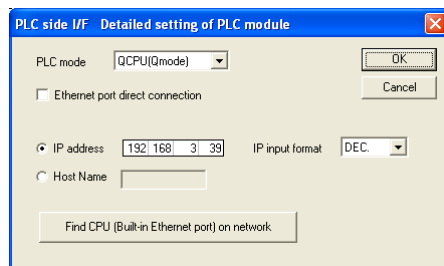 PLC side I/F   Detailed setting of PLC module
PLC mode   QCPU(Qmode)   OK
Ethernet port direct connection   Cancel
IP address   192 168 3 39   IP input format   DEC.
Host Name
Find CPU (Built-in Ethernet port) on network